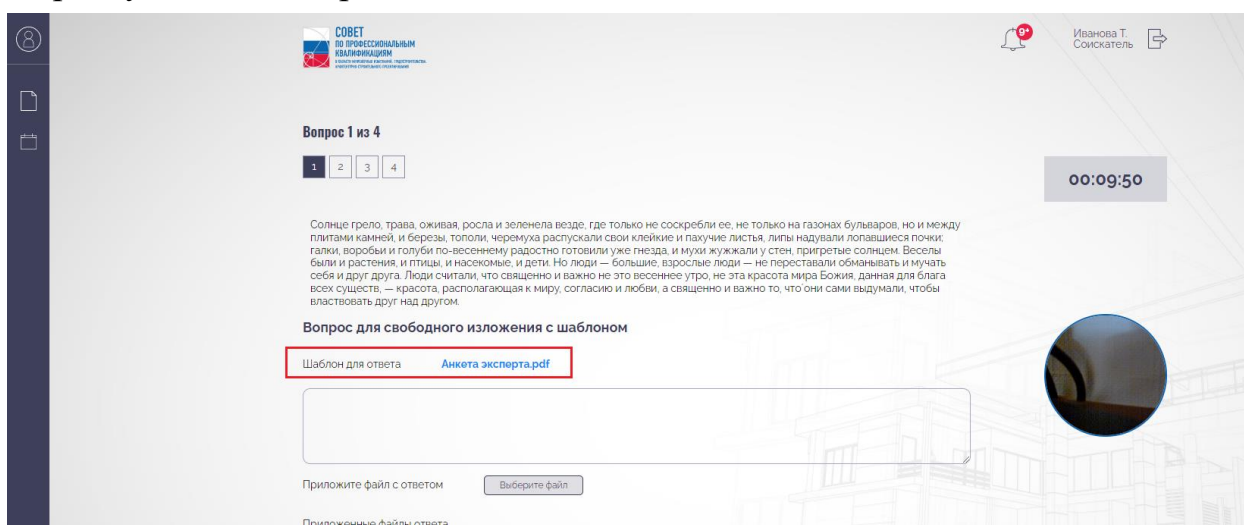 СОВЕТ
ПО ПРОФЕССИОНАЛЬНЫМ
КВАЛИФИКАЦИЯМ
9+
Иванова Т.
Соискатель
Вопрос 1 из 4
1 2 3 4
00:09:50
Солнце грело, трава, оживая, росла и зеленела везде, где только не соскребли ее, не только на газонах бульваров, но и между
плитами камней, и березы, тополи, черемуха распускали свои клейкие и пахучие листья, липы надували лопавшиеся почки;
галки, воробьи и голуби по-весеннему радостно готовили уже гнезда, и мухи жужжали у стен, пригретые солнцем. Веселы
были и растения, и птицы, и насекомые, и дети. Но люди — большие, взрослые люди — не переставали обманывать и мучать
себя и друг друга. Люди считали, что священно и важно не это весеннее утро, не эта красота мира Божия, данная для блага
всех существ, — красота, располагающая к миру, согласию и любви, а священно и важно то, что они сами выдумали, чтобы
властвовать друг над другом.
Вопрос для свободного изложения с шаблоном
Шаблон для ответа Анкета эксперта.pdf
Приложите файл с ответом Выберите файл
Приложенные файлы ответа